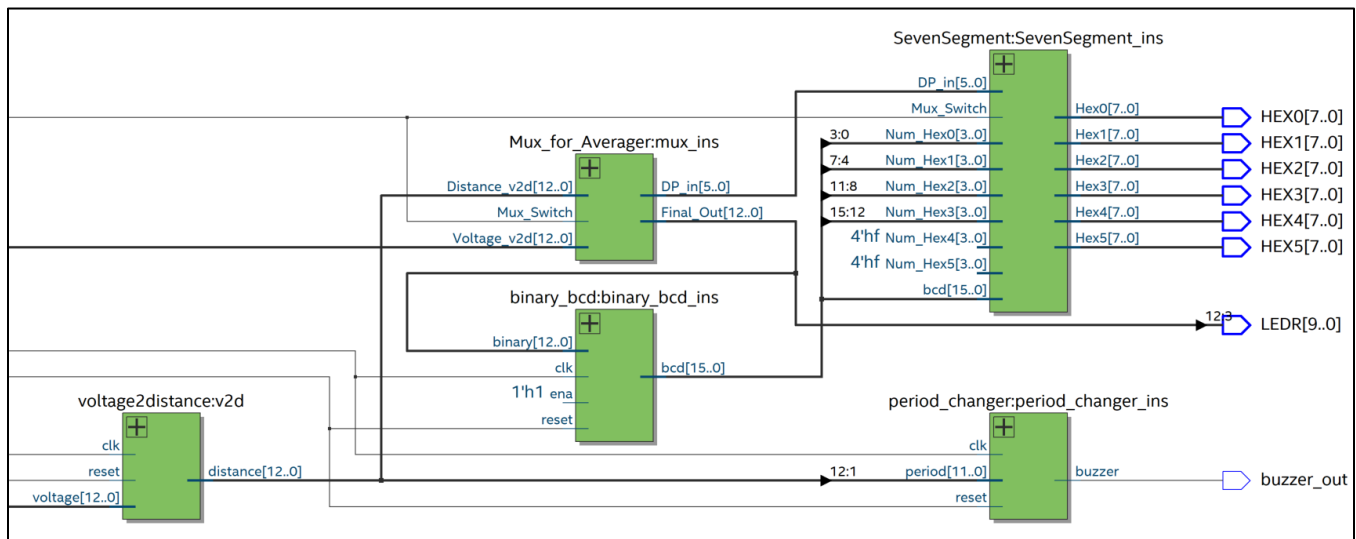 SevenSegment:SevenSegment_ins
DP_in[5..0]
Mux_Switch
Num_Hex0[3..0]
Num_Hex1[3..0]
Num_Hex2[3..0]
Num_Hex3[3..0]
4'hf Num_Hex4[3..0]
4'hf Num_Hex5[3..0]
bcd[15..0]
3:0
7:4
11:8
15:12
Hex0[7..0]
Hex1[7..0]
Hex2[7..0]
Hex3[7..0]
Hex4[7..0]
Hex5[7..0]
HEX0[7..0]
HEX1[7..0]
HEX2[7..0]
HEX3[7..0]
HEX4[7..0]
HEX5[7..0]
Mux_for_Averager:mux_ins
Distance_v2d[12..0]
Mux_Switch
Voltage_v2d[12..0]
DP_in[5..0]
Final_Out[12..0]
binary_bcd:binary_bcd_ins
binary[12..0]
clk
1'h1 ena
reset
bcd[15..0]
12:3
LEDR[9..0]
voltage2distance:v2d
clk
reset
voltage[12..0]
distance[12..0]
period_changer:period_changer_ins
clk
12:1
period[11..0]
reset
buzzer
buzzer_out